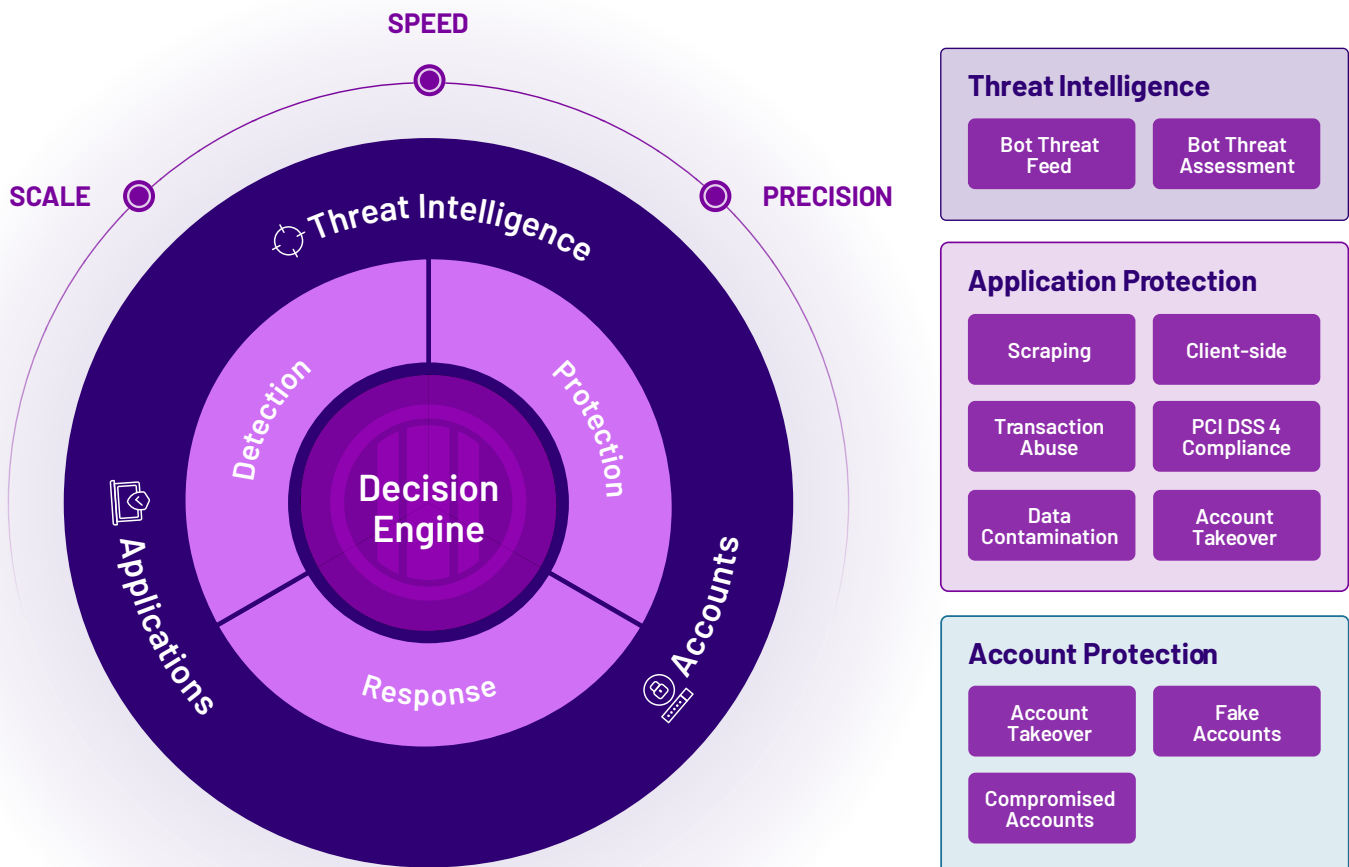 SPEED
SCALE
PRECISION
Threat Intelligence
Detection
Protection
Decision
Engine
Response
Applications
Accounts
Threat Intelligence
Bot Threat
Feed
Bot Threat
Assessment
Application Protection
Scraping
Client-side
Transaction
Abuse
PCI DSS 4
Compliance
Data
Contamination
Account
Takeover
Account Protection
Account
Takeover
Fake
Accounts
Compromised
Accounts